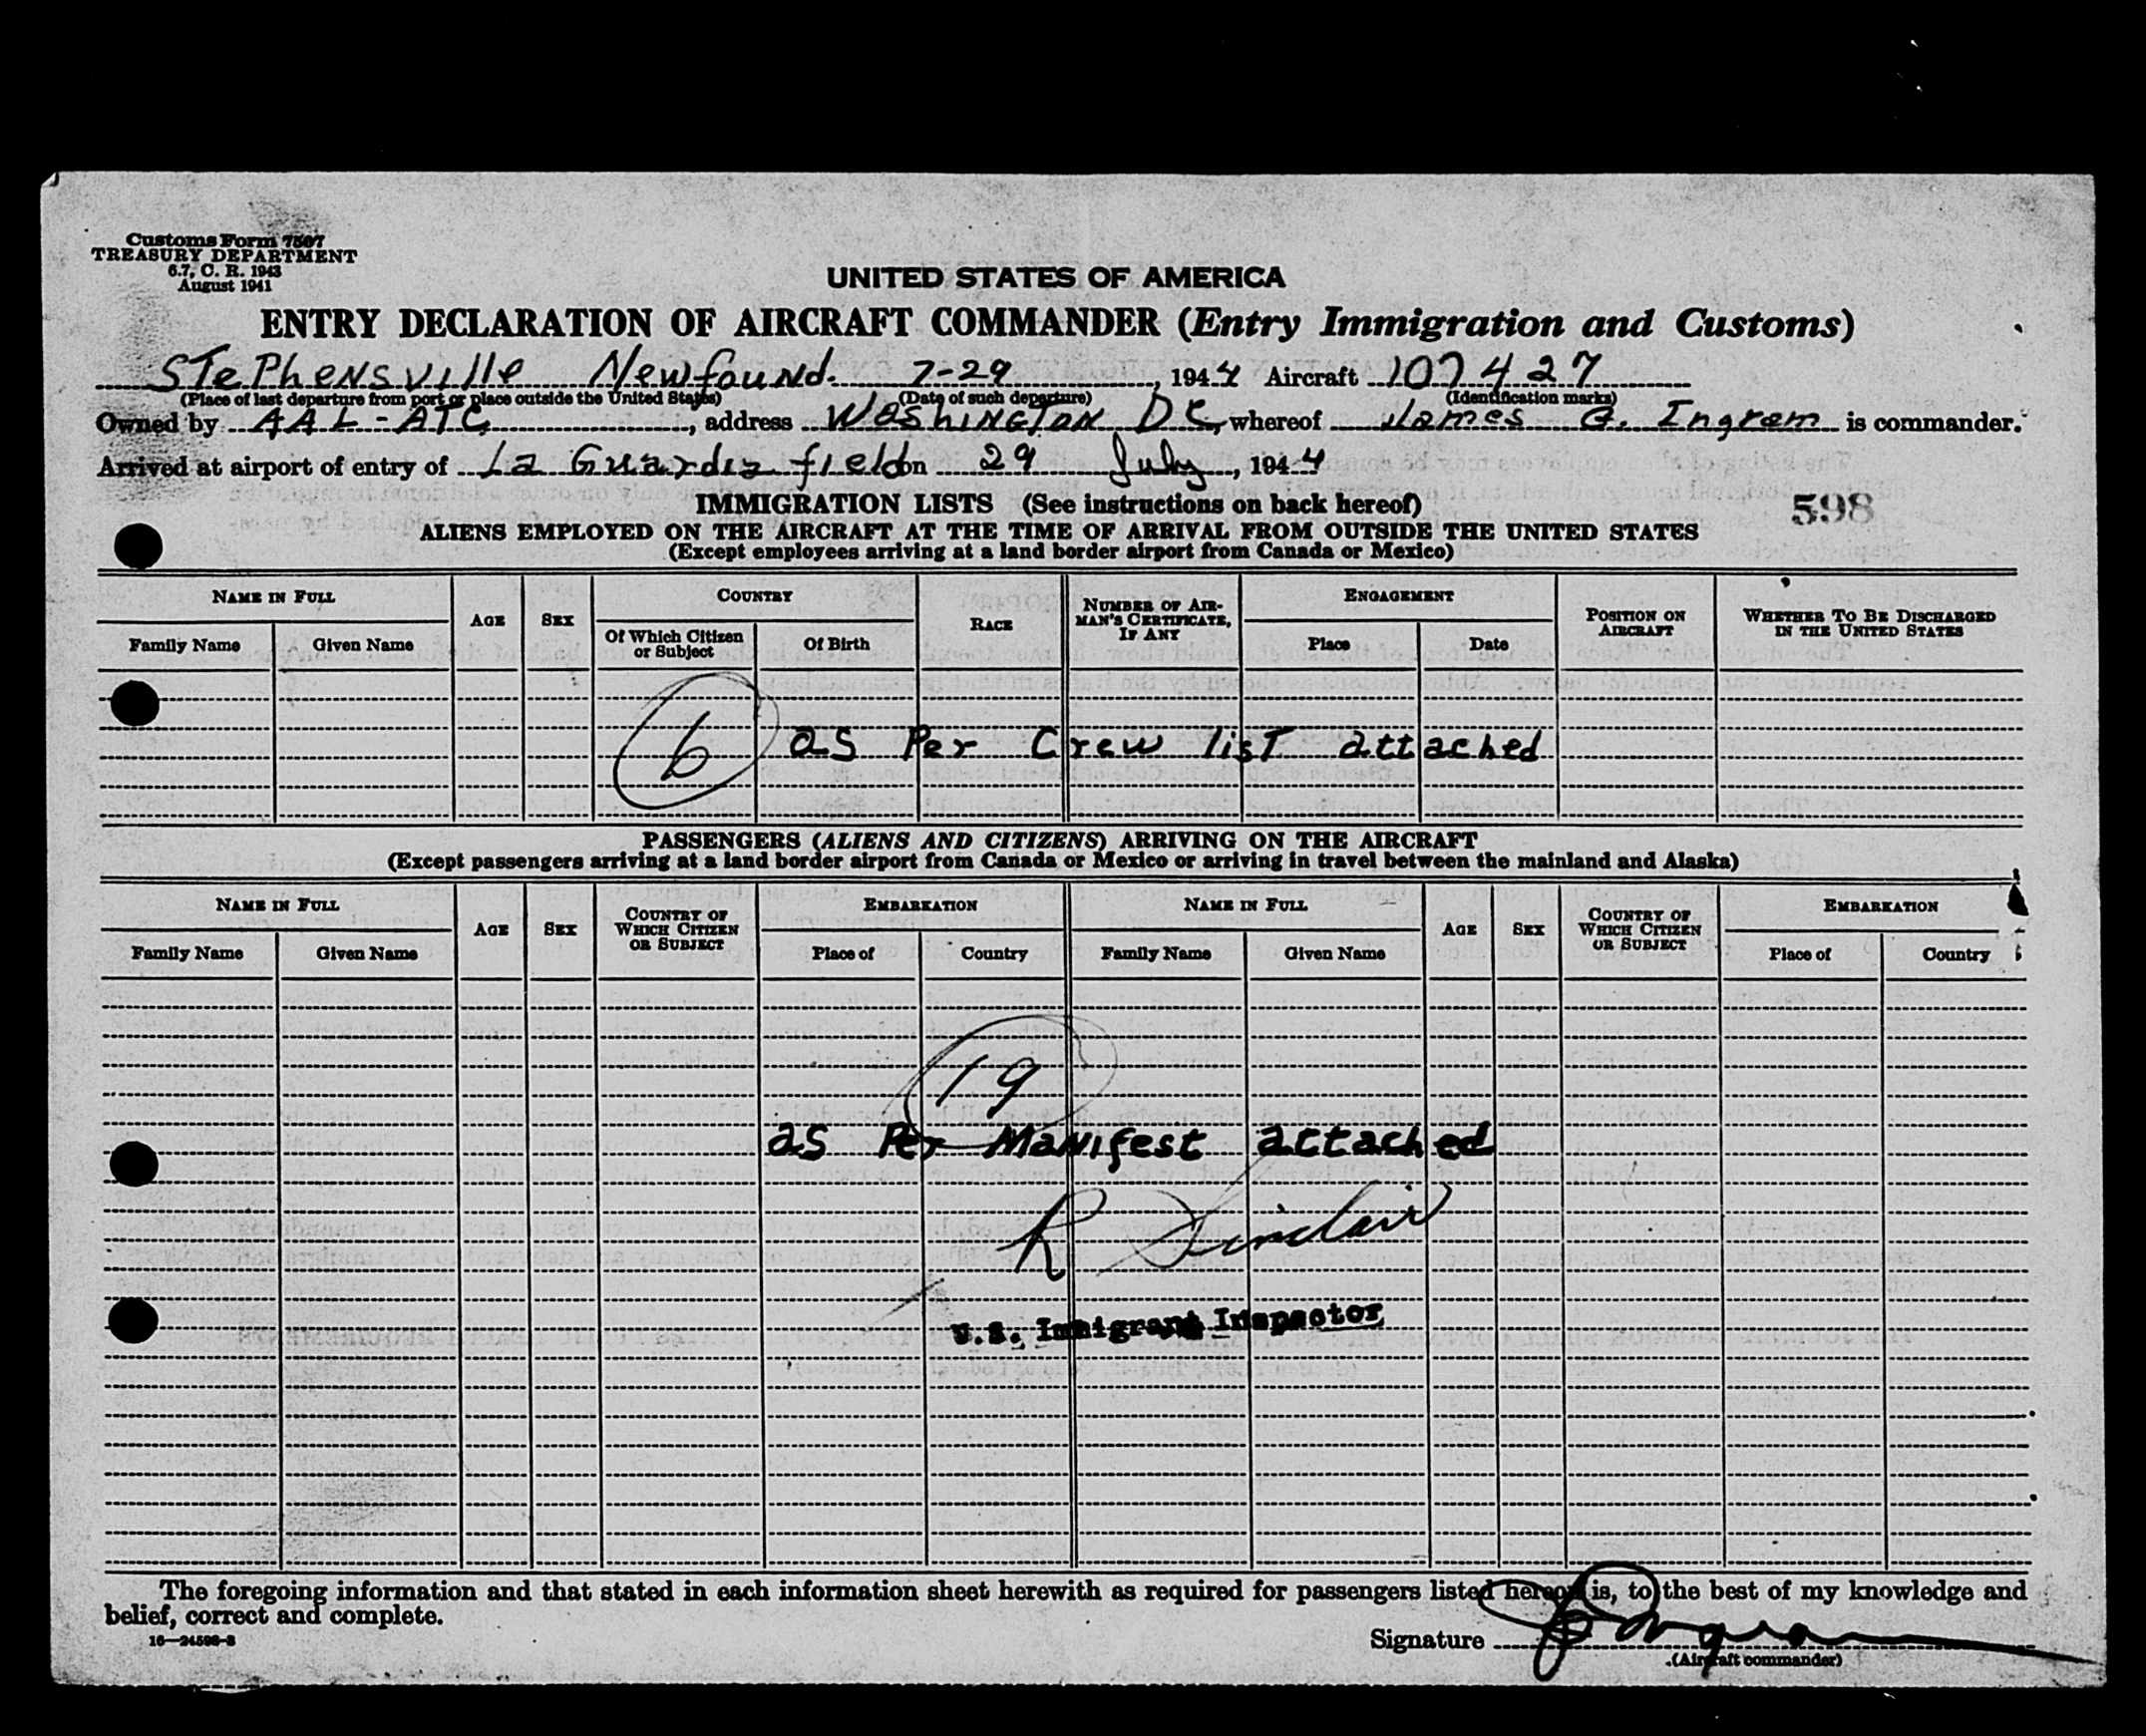 Customs Form 7507
TREASURY DEPARTMENT
6.7, C. R. 1943
August 1941
UNITED STATES OF AMERICA
ENTRY DECLARATION OF AIRCRAFT COMMANDER (Entry Immigration and Customs)
STePhensville Newfound. 7-29, 1944 Aircraft 107427
(Place of last departure from port or place outside the United States) (Date of such departure) (Identification marks)
Owned by AAL-ATC, address Washington DC, whereof James G. Ingram is commander.
Arrived at airport of entry of La Guardia field on 29 July, 1944
IMMIGRATION LISTS (See instructions on back hereof)
598
ALIENS EMPLOYED ON THE AIRCRAFT AT THE TIME OF ARRIVAL FROM OUTSIDE THE UNITED STATES
(Except employees arriving at a land border airport from Canada or Mexico)
NAME IN FULL AGE SEX COUNTRY RACE NUMBER OF AIRMAN'S CERTIFICATE, IF ANY ENGAGEMENT POSITION ON AIRCRAFT WHETHER TO BE DISCHARGED IN THE UNITED STATES
Family Name Given Name Of Which Citizen or Subject Of Birth Place Date
6 as Per Crew list attached
PASSENGERS (ALIENS AND CITIZENS) ARRIVING ON THE AIRCRAFT
(Except passengers arriving at a land border airport from Canada or Mexico or arriving in travel between the mainland and Alaska)
NAME IN FULL AGE SEX COUNTRY OF WHICH CITIZEN OR SUBJECT EMBARKATION NAME IN FULL AGE SEX COUNTRY OF WHICH CITIZEN OR SUBJECT EMBARKATION
Family Name Given Name Place of Country Family Name Given Name Place of Country
19
as Per Manifest attached
R Sinclair
U.S. Immigrant Inspector
The foregoing information and that stated in each information sheet herewith as required for passengers listed hereon is, to the best of my knowledge and
belief, correct and complete.
16—24598-2
Signature J G Ingram
(Aircraft commander)